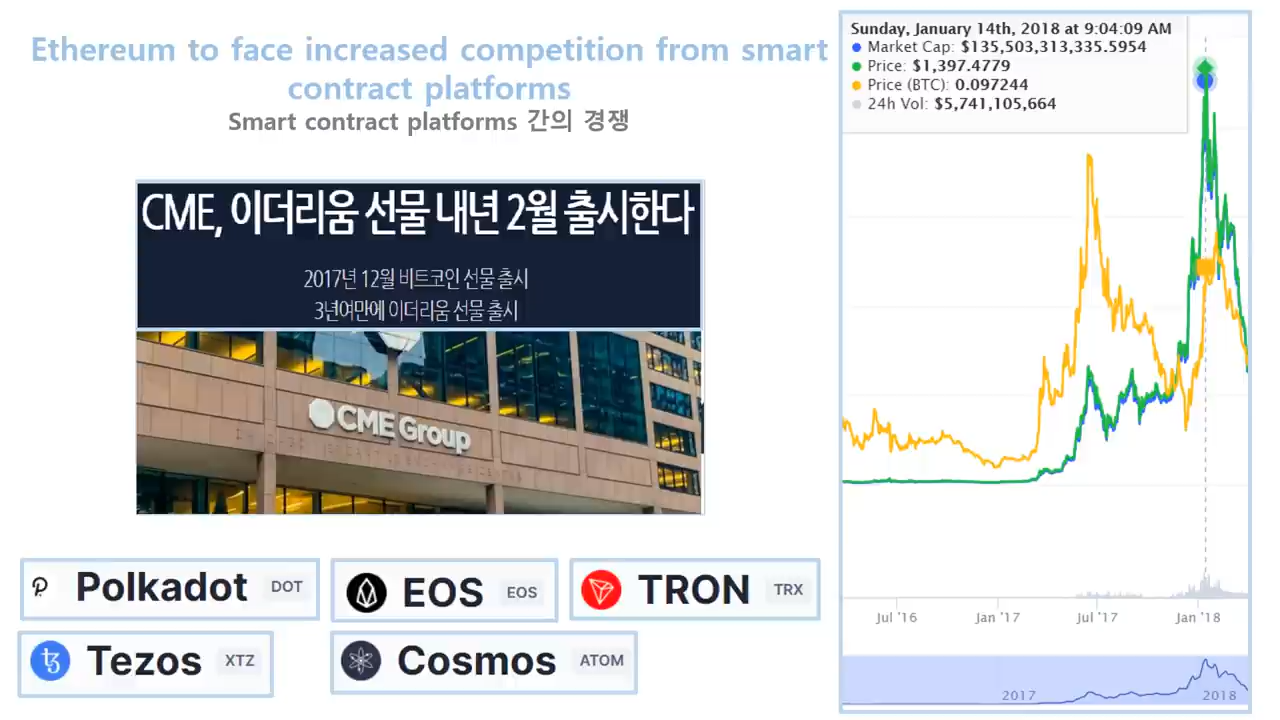 Ethereum to face increased competition from smart
contract platforms
Smart contract platforms 간의 경쟁
CME, 이더리움 선물 내년 2월 출시한다
2017년 12월 비트코인 선물 출시
3년여만에 이더리움 선물 출시
CME Group
Polkadot DOT
EOS EOS
TRON TRX
Tezos XTZ
Cosmos ATOM
Sunday, January 14th, 2018 at 9:04:09 AM
Market Cap: $135,503,313,335.5954
Price: $1,397.4779
Price (BTC): 0.097244
24h Vol: $5,741,105,664
Jul '16 Jan '17 Jul '17 Jan '18
2017 2018